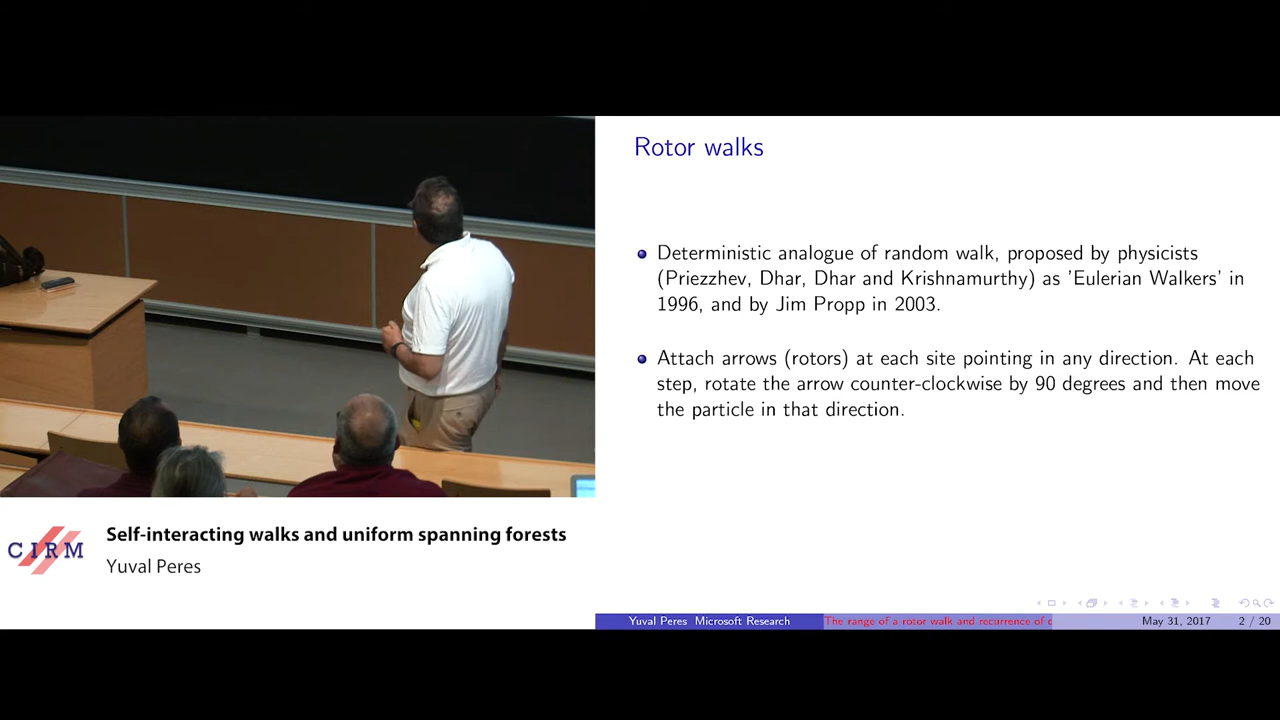 Rotor walks
Deterministic analogue of random walk, proposed by physicists
(Priezzhev, Dhar, Dhar and Krishnamurthy) as 'Eulerian Walkers' in
1996, and by Jim Propp in 2003.
Attach arrows (rotors) at each site pointing in any direction. At each
step, rotate the arrow counter-clockwise by 90 degrees and then move
the particle in that direction.
Self-interacting walks and uniform spanning forests
CIRM
Yuval Peres
Yuval Peres Microsoft Research
The range of a rotor walk and recurrence of
May 31, 2017
2 / 20